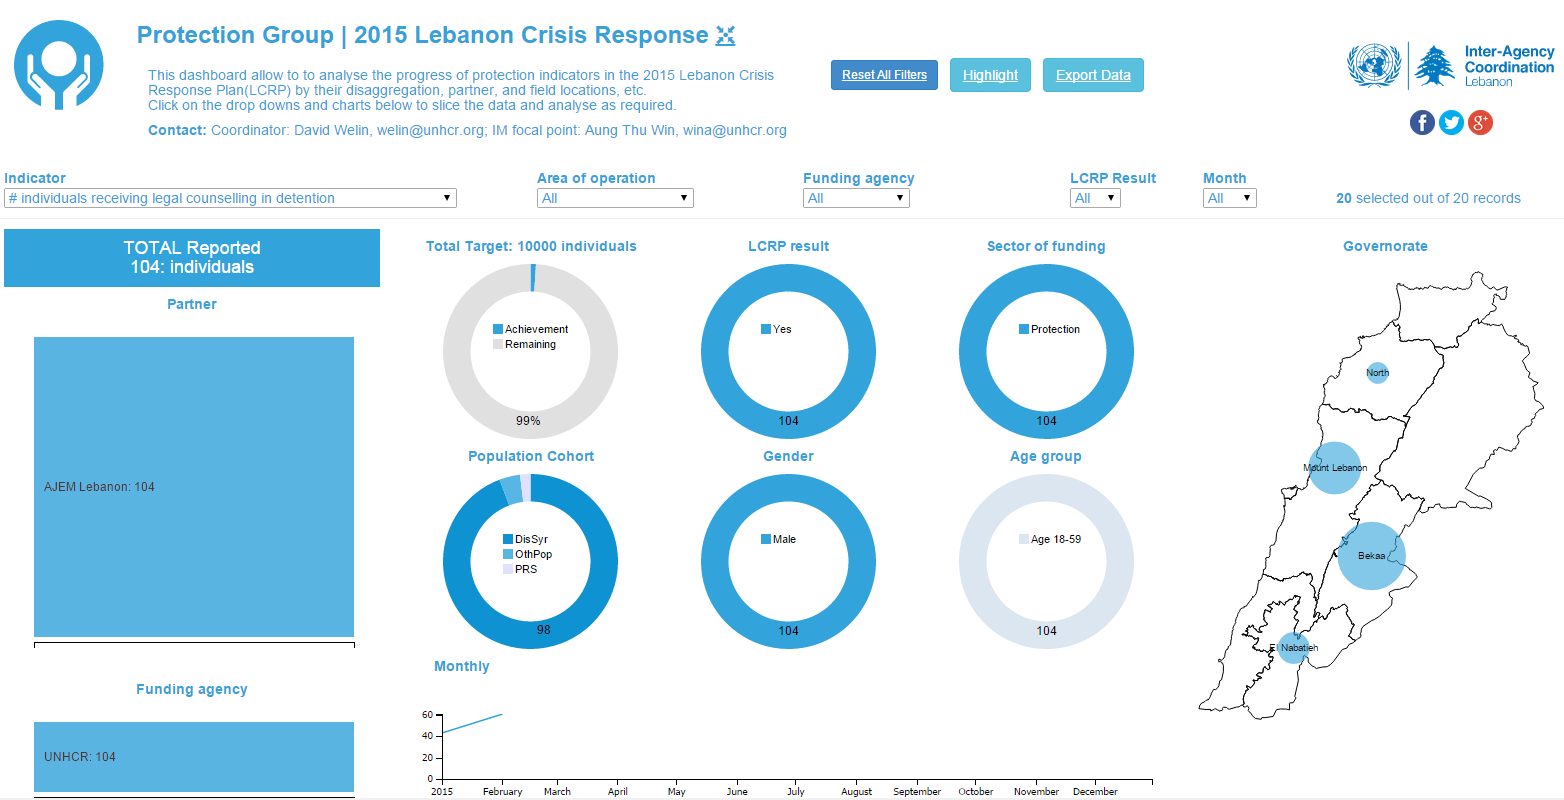 Protection Group | 2015 Lebanon Crisis Response
This dashboard allow to to analyse the progress of protection indicators in the 2015 Lebanon Crisis
Response Plan(LCRP) by their disaggregation, partner, and field locations, etc.
Click on the drop downs and charts below to slice the data and analyse as required.
Contact: Coordinator: David Welin, welin@unhcr.org; IM focal point: Aung Thu Win, wina@unhcr.org
Reset All Filters
Highlight
Export Data
Inter-Agency
Coordination
Lebanon
Indicator
# individuals receiving legal counselling in detention
Area of operation
All
Funding agency
All
LCRP Result
All
Month
All
20 selected out of 20 records
TOTAL Reported
104: individuals
Partner
AJEM Lebanon: 104
Funding agency
UNHCR: 104
Total Target: 10000 individuals
Achievement
Remaining
99%
LCRP result
Yes
104
Sector of funding
Protection
104
Population Cohort
DisSyr
OthPop
PRS
98
Gender
Male
104
Age group
Age 18-59
104
Monthly
60
40
20
0
2015 February March April May June July August September October November December
Governorate
North
Mount Lebanon
Bekaa
El Nabatieh